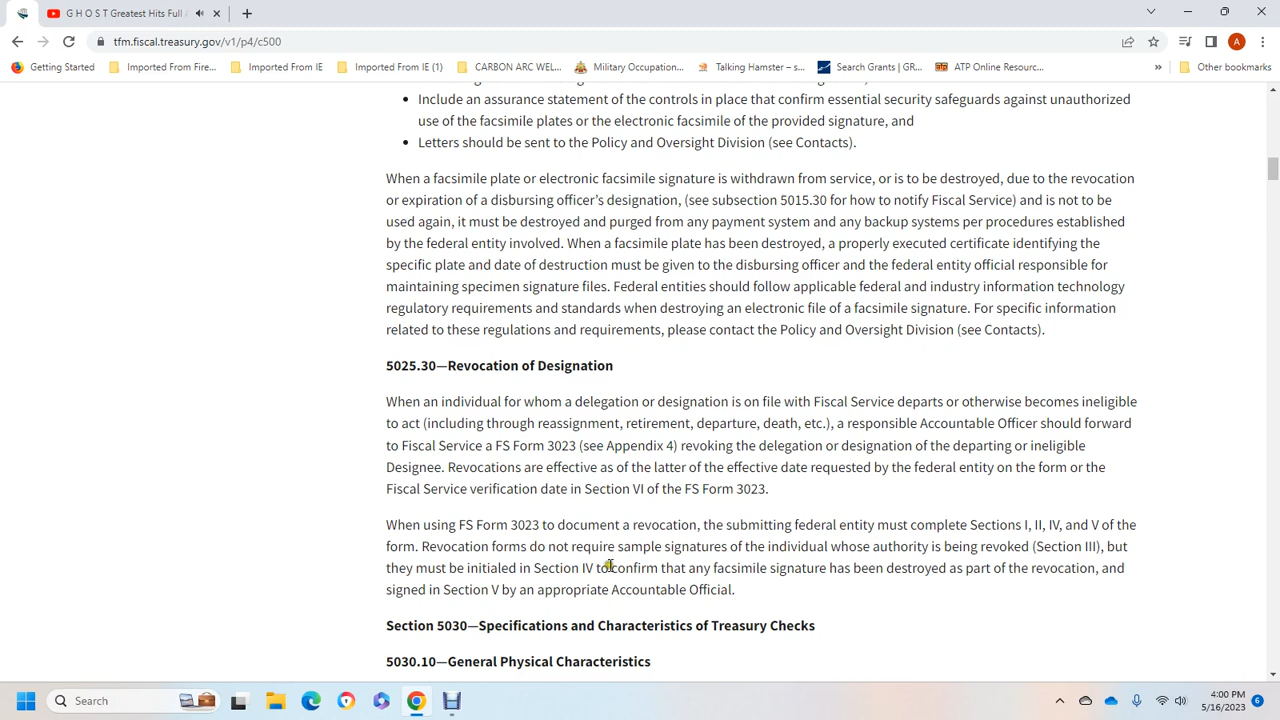 G H O S T Greatest Hits Full
tfm.fiscal.treasury.gov/v1/p4/c500
A
Getting Started
Imported From Fire...
Imported From IE
Imported From IE (1)
CARBON ARC WEL...
Military Occupation...
Talking Hamster – s...
Search Grants | GR...
ATP Online Resourc...
»
Other bookmarks
• Include an assurance statement of the controls in place that confirm essential security safeguards against unauthorized
use of the facsimile plates or the electronic facsimile of the provided signature, and
• Letters should be sent to the Policy and Oversight Division (see Contacts).
When a facsimile plate or electronic facsimile signature is withdrawn from service, or is to be destroyed, due to the revocation
or expiration of a disbursing officer’s designation, (see subsection 5015.30 for how to notify Fiscal Service) and is not to be
used again, it must be destroyed and purged from any payment system and any backup systems per procedures established
by the federal entity involved. When a facsimile plate has been destroyed, a properly executed certificate identifying the
specific plate and date of destruction must be given to the disbursing officer and the federal entity official responsible for
maintaining specimen signature files. Federal entities should follow applicable federal and industry information technology
regulatory requirements and standards when destroying an electronic file of a facsimile signature. For specific information
related to these regulations and requirements, please contact the Policy and Oversight Division (see Contacts).
5025.30—Revocation of Designation
When an individual for whom a delegation or designation is on file with Fiscal Service departs or otherwise becomes ineligible
to act (including through reassignment, retirement, departure, death, etc.), a responsible Accountable Officer should forward
to Fiscal Service a FS Form 3023 (see Appendix 4) revoking the delegation or designation of the departing or ineligible
Designee. Revocations are effective as of the latter of the effective date requested by the federal entity on the form or the
Fiscal Service verification date in Section VI of the FS Form 3023.
When using FS Form 3023 to document a revocation, the submitting federal entity must complete Sections I, II, IV, and V of the
form. Revocation forms do not require sample signatures of the individual whose authority is being revoked (Section III), but
they must be initialed in Section IV to confirm that any facsimile signature has been destroyed as part of the revocation, and
signed in Section V by an appropriate Accountable Official.
Section 5030—Specifications and Characteristics of Treasury Checks
5030.10—General Physical Characteristics
Search
4:00 PM
5/16/2023
6